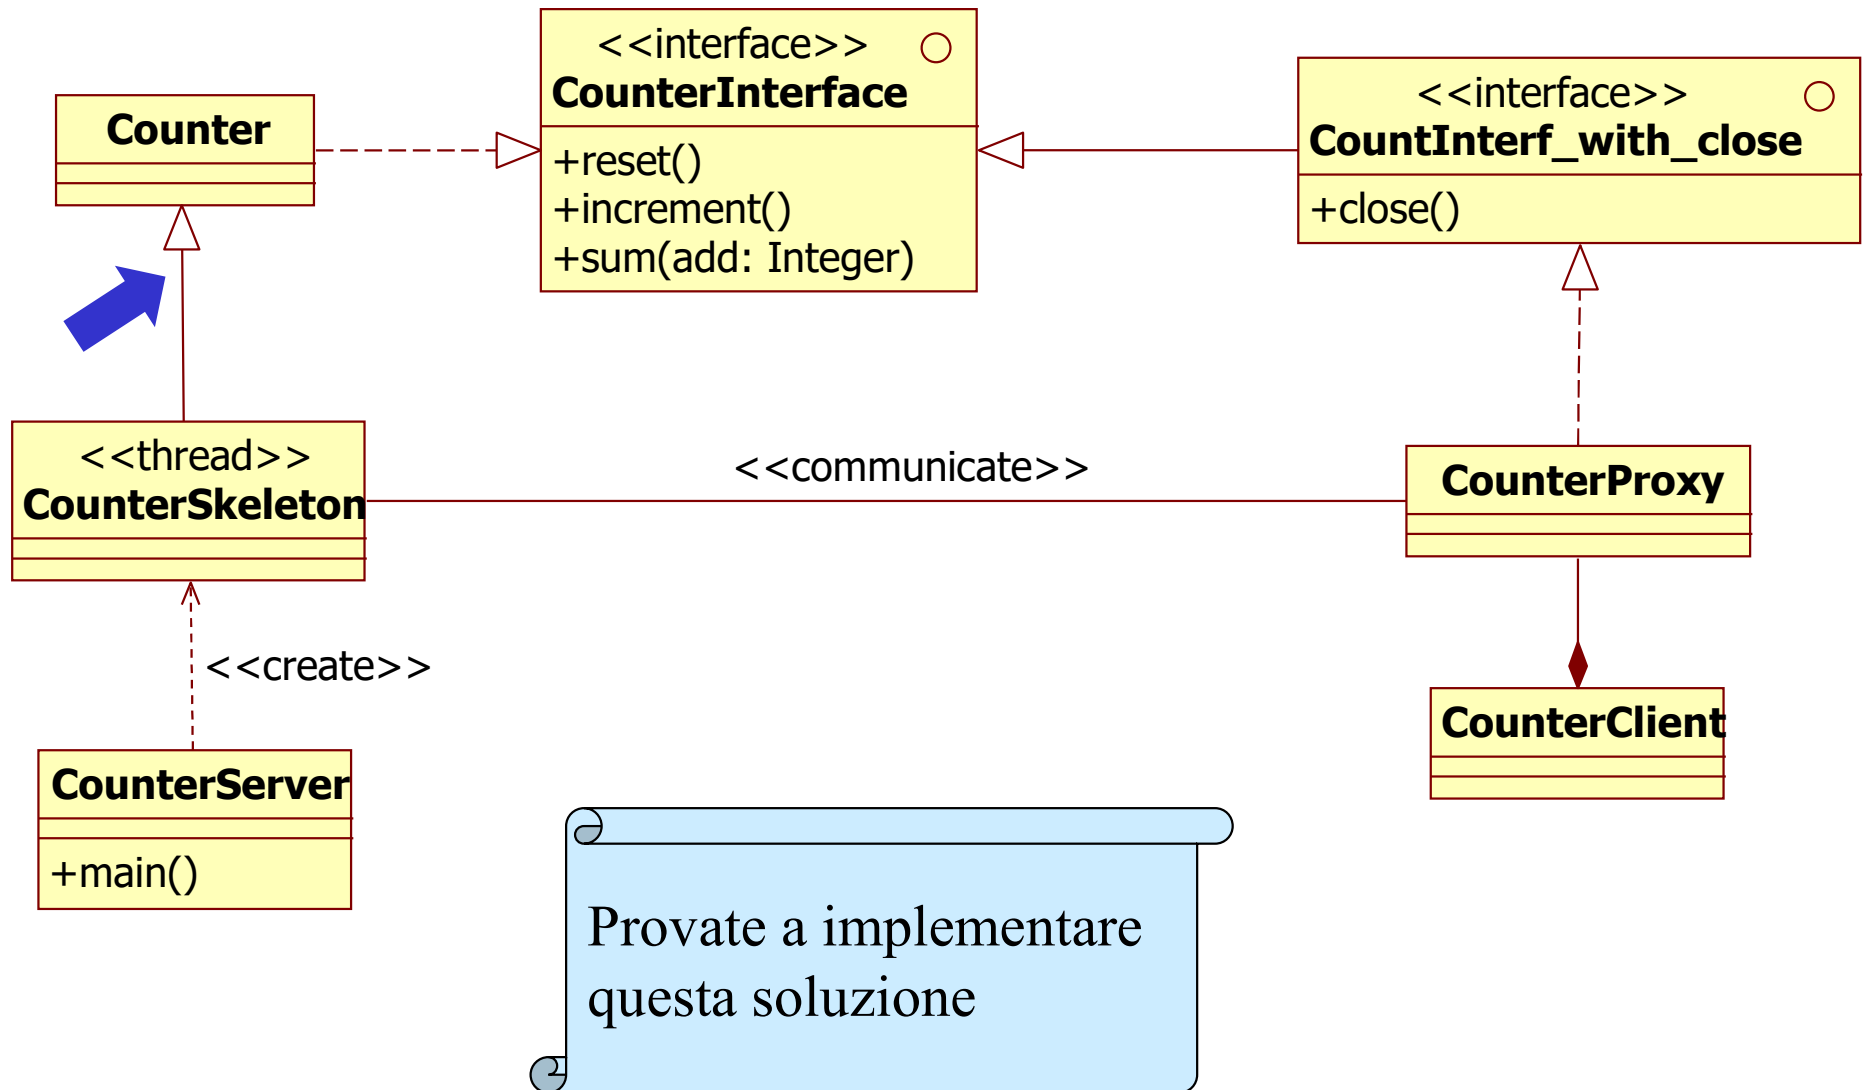 <<interface>>
CounterInterface
+reset()
+increment()
+sum(add: Integer)
<<interface>>
CountInterf_with_close
+close()
Counter
<<thread>>
CounterSkeleton
<<communicate>>
CounterProxy
<<create>>
CounterServer
+main()
CounterClient
Provate a implementare
questa soluzione